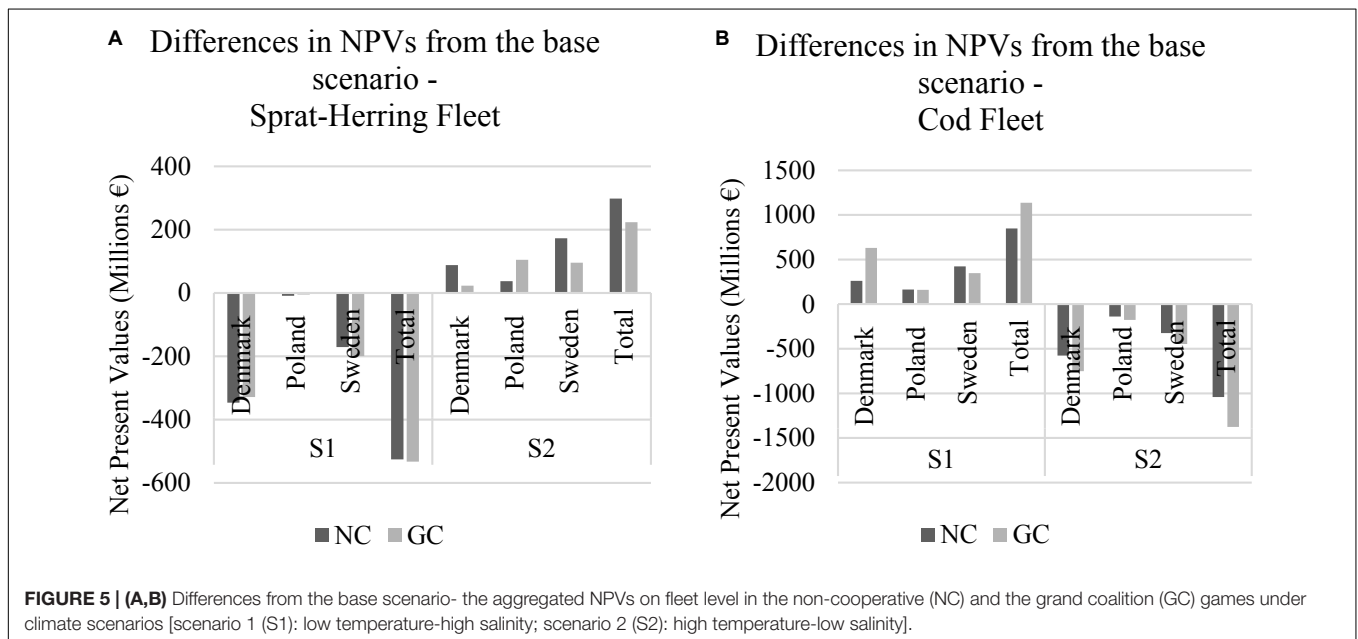 A Differences in NPVs from the base
scenario -
Sprat-Herring Fleet
Net Present Values (Millions €)
400
200
0
-200
-400
-600
Denmark
Poland
Sweden
Total
Denmark
Poland
Sweden
Total
S1
S2
NC
GC
B Differences in NPVs from the base
scenario -
Cod Fleet
Net Present Values (Millions €)
1500
1000
500
0
-500
-1000
-1500
-2000
Denmark
Poland
Sweden
Total
Denmark
Poland
Sweden
Total
S1
S2
NC
GC
FIGURE 5 | (A,B) Differences from the base scenario- the aggregated NPVs on fleet level in the non-cooperative (NC) and the grand coalition (GC) games under
climate scenarios [scenario 1 (S1): low temperature-high salinity; scenario 2 (S2): high temperature-low salinity].